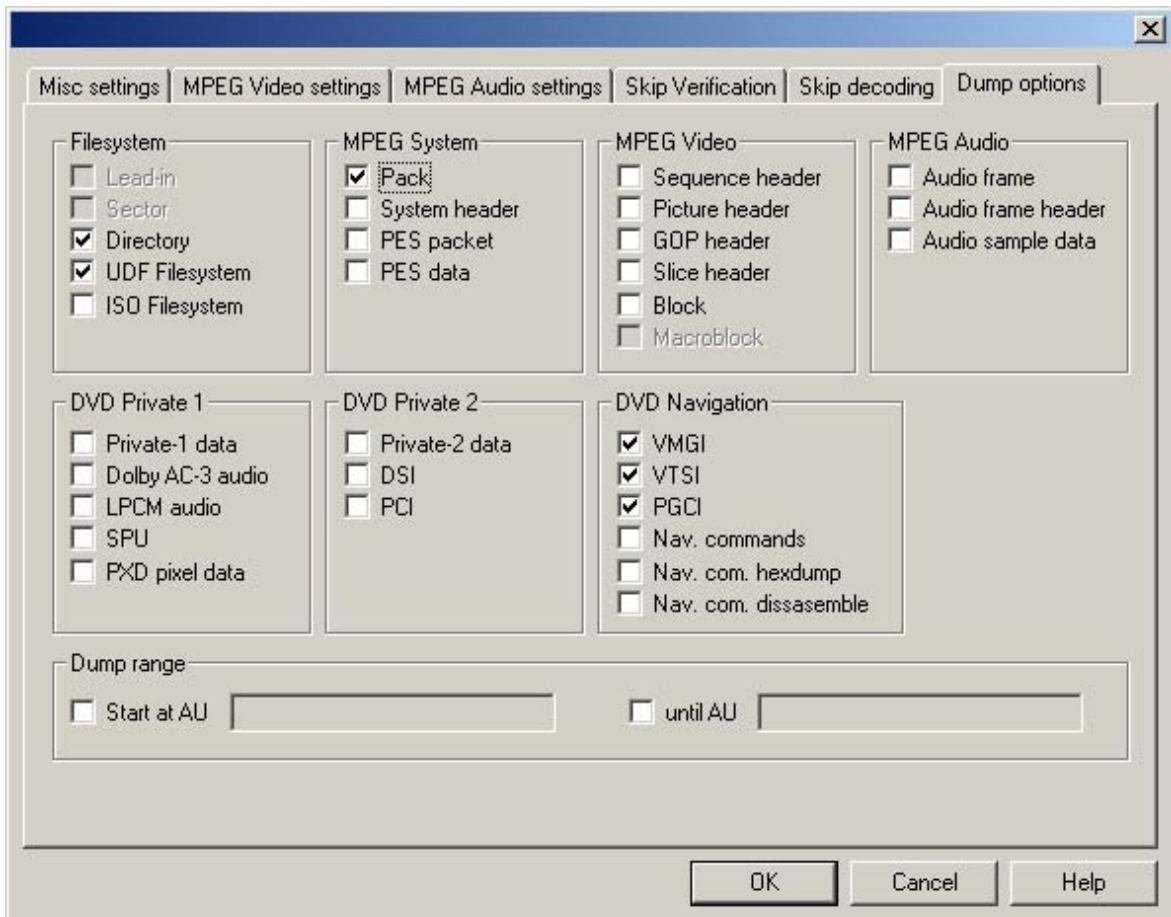 Misc settings MPEG Video settings MPEG Audio settings Skip Verification Skip decoding Dump options
Filesystem
Lead-in
Sector
Directory
UDF Filesystem
ISO Filesystem
MPEG System
Pack
System header
PES packet
PES data
MPEG Video
Sequence header
Picture header
GOP header
Slice header
Block
Macroblock
MPEG Audio
Audio frame
Audio frame header
Audio sample data
DVD Private 1
Private-1 data
Dolby AC-3 audio
LPCM audio
SPU
PXD pixel data
DVD Private 2
Private-2 data
DSI
PCI
DVD Navigation
VMGI
VTSI
PGCI
Nav. commands
Nav. com. hexdump
Nav. com. dissasemble
Dump range
Start at AU until AU
OK Cancel Help